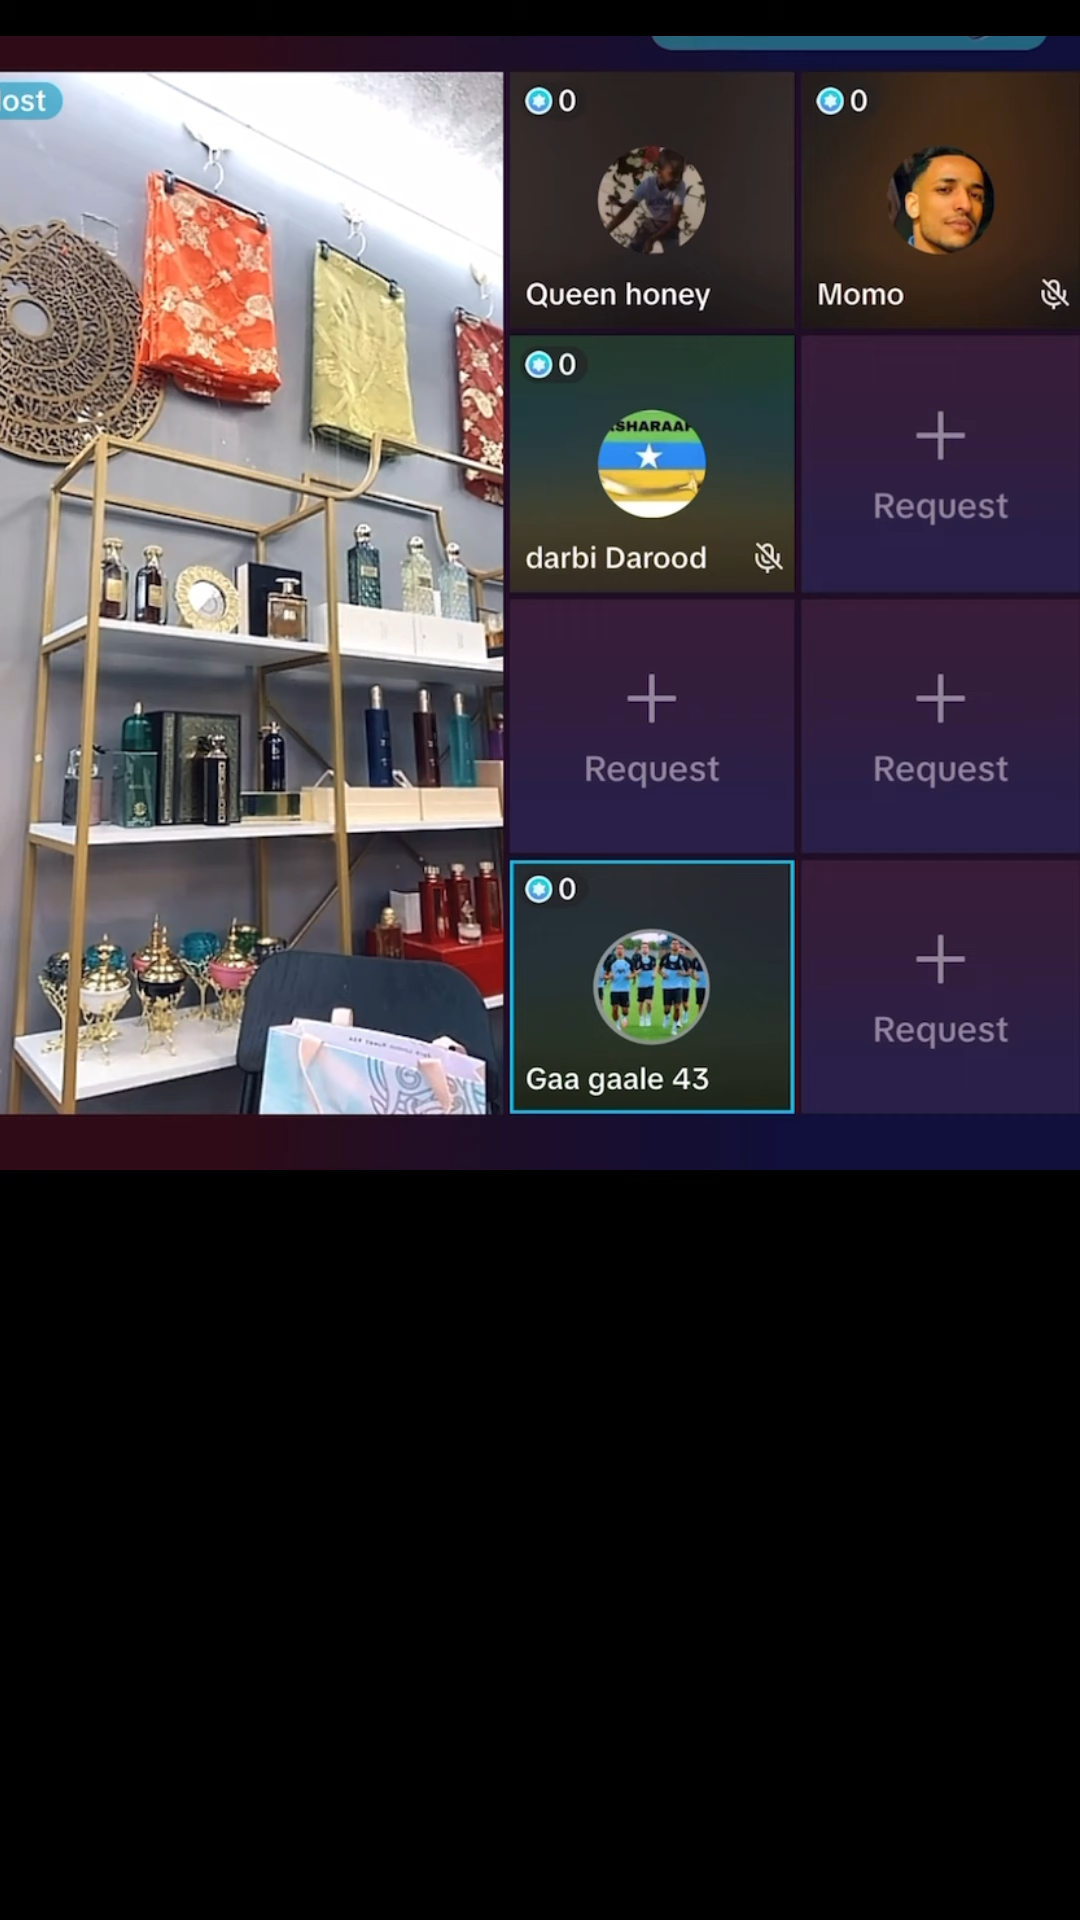 ost
0
0
Queen honey
Momo
0
SHARAA
darbi Darood
Request
Request
Request
0
Gaa gaale 43
Request